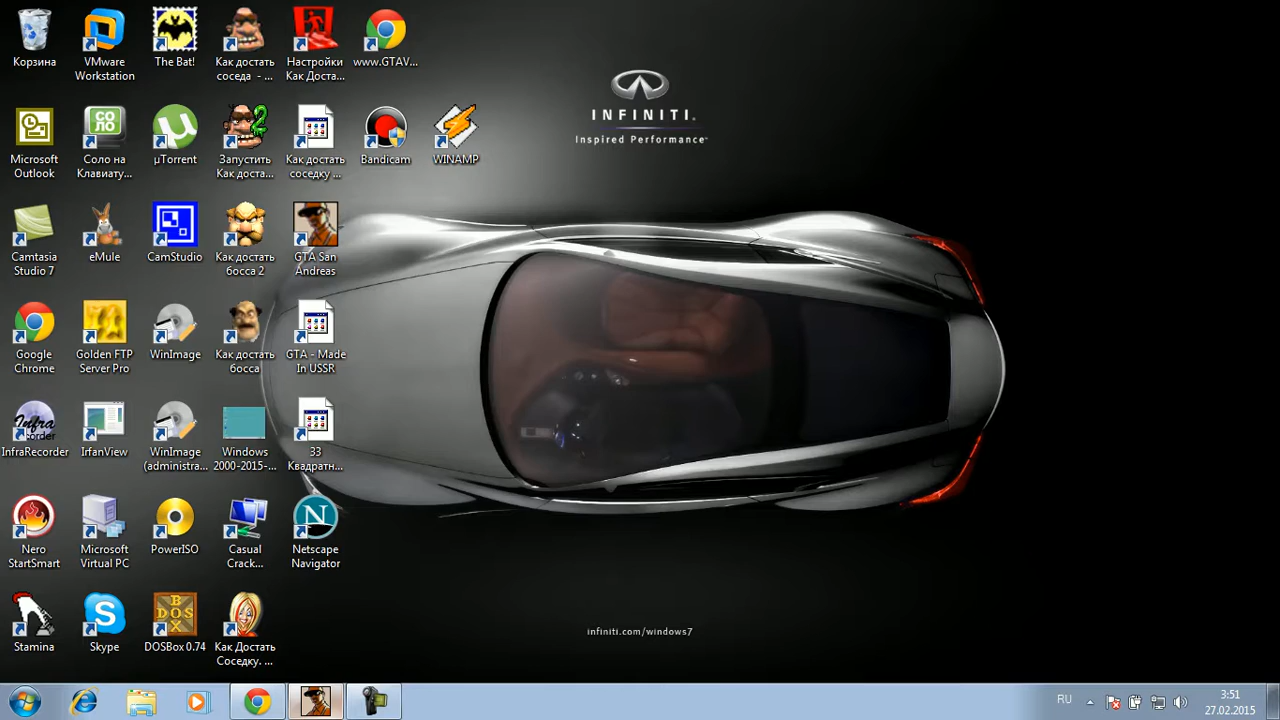 Корзина
VMware
Workstation
The Bat!
Как достать
соседа - ...
Настройки
Как Доста...
www.GTAV...
Microsoft
Outlook
Соло на
Клавиату...
µTorrent
Запустить
Как доста...
Как достать
соседку ...
Bandicam
WINAMP
Camtasia
Studio 7
eMule
CamStudio
Как достать
босса 2
GTA San
Andreas
Google
Chrome
Golden FTP
Server Pro
WinImage
Как достать
босса
GTA - Made
In USSR
InfraRecorder
IrfanView
WinImage
(administra...
Windows
2000-2015-...
33
Квадратн...
Nero
StartSmart
Microsoft
Virtual PC
PowerISO
Casual
Crack...
Netscape
Navigator
Stamina
Skype
DOSBox 0.74
Как Достать
Соседку. ...
INFINITI
Inspired Performance™
infiniti.com/windows7
RU
3:51
27.02.2015